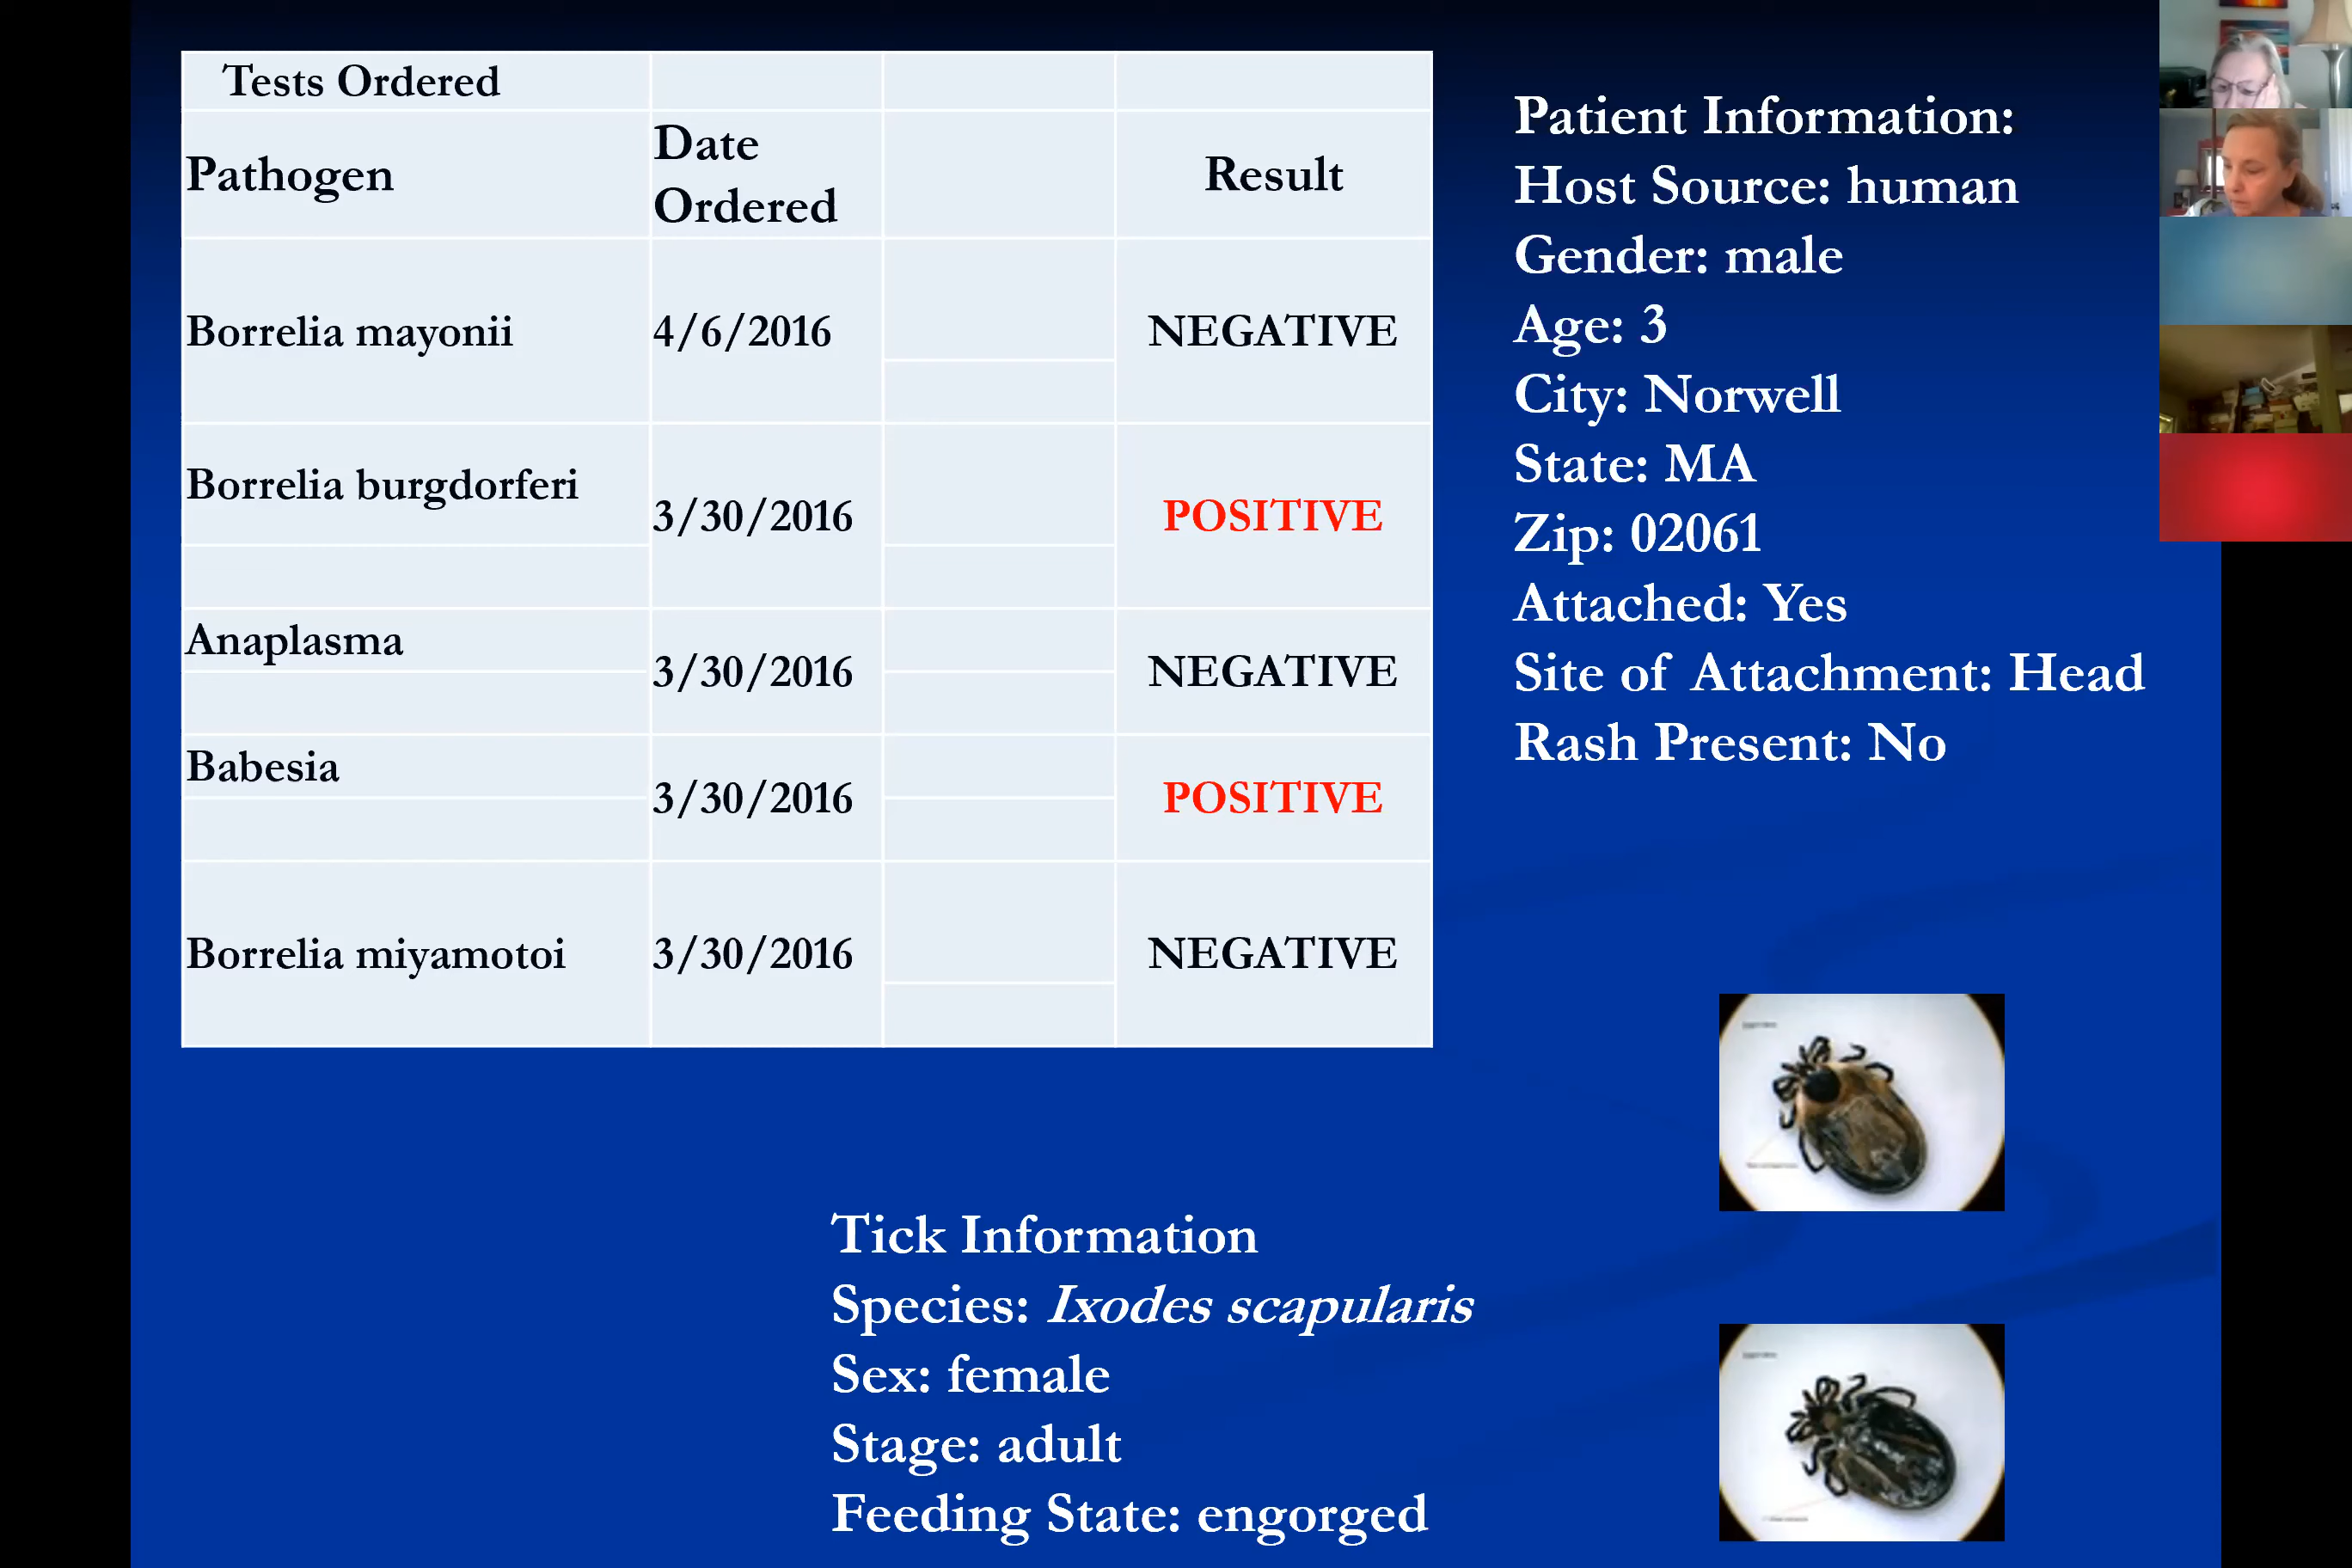 Tests Ordered
Pathogen
Date
Ordered
Result
Borrelia mayonii 4/6/2016 NEGATIVE
Borrelia burgdorferi 3/30/2016 POSITIVE
Anaplasma 3/30/2016 NEGATIVE
Babesia 3/30/2016 POSITIVE
Borrelia miyamotoi 3/30/2016 NEGATIVE
Patient Information:
Host Source: human
Gender: male
Age: 3
City: Norwell
State: MA
Zip: 02061
Attached: Yes
Site of Attachment: Head
Rash Present: No
Tick Information
Species: Ixodes scapularis
Sex: female
Stage: adult
Feeding State: engorged